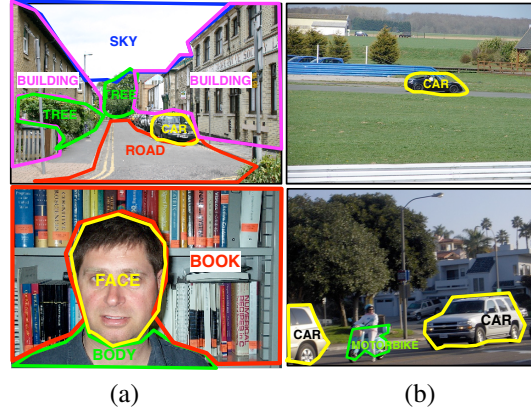 SKY
BUILDING
BUILDING
TREE
TREE
CAR
ROAD
CAR
FACE
BOOK
BODY
CAR
CAR
MOTORBIKE
(a)
(b)